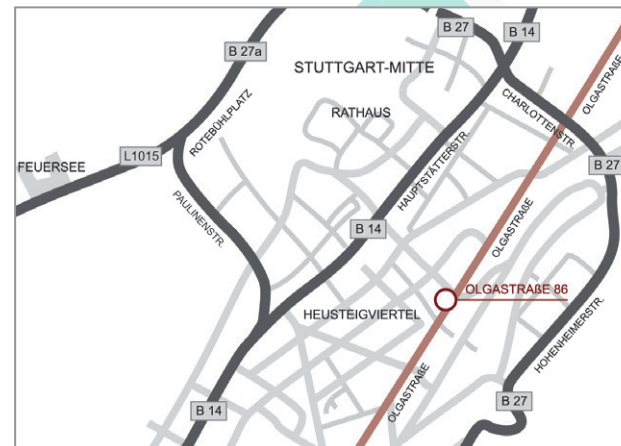 B 27
B 14
B 27a
STUTTGART-MITTE
OLGASTRAßE
ROTEBÜHLPLATZ
RATHAUS
CHARLOTTENSTR.
L1015
FEUERSEE
HAUPTSTÄTTERSTR.
B 27
PAULINENSTR.
B 14
OLGASTRAßE
OLGASTRAßE 86
HEUSTEIGVIERTEL
HOHENHEIMERSTR.
OLGASTRAßE
B 27
B 14